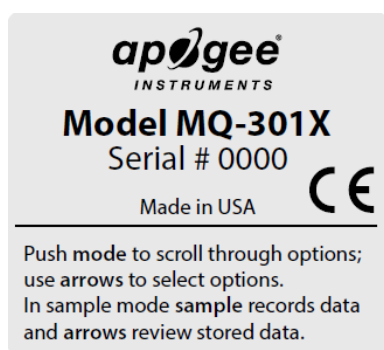 apogee
INSTRUMENTS
Model MQ-301X
Serial # 0000
Made in USA CE
Push mode to scroll through options;
use arrows to select options.
In sample mode sample records data
and arrows review stored data.